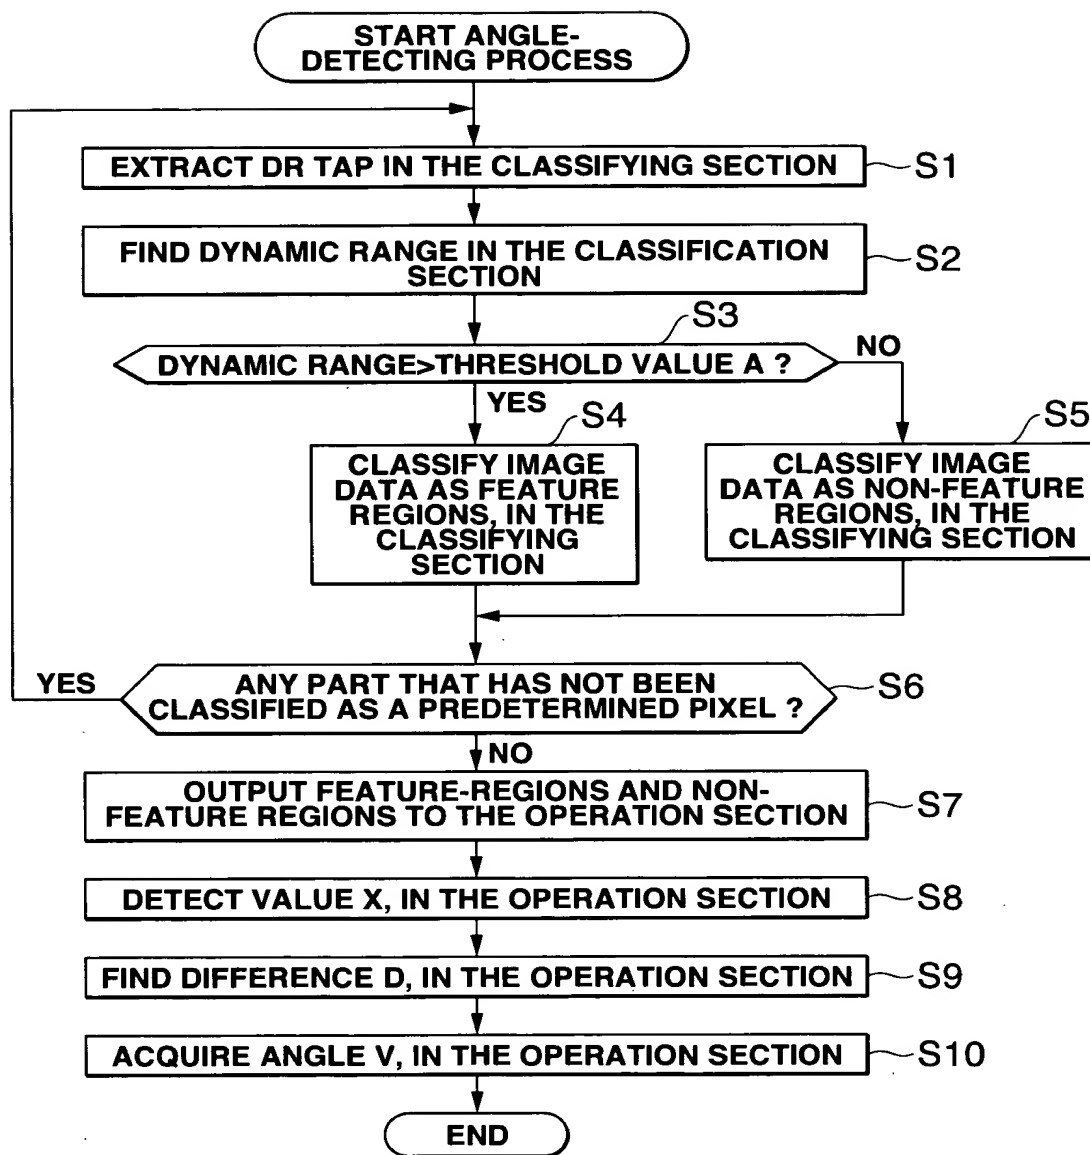 START ANGLE-
DETECTING PROCESS
EXTRACT DR TAP IN THE CLASSIFYING SECTION
S1
FIND DYNAMIC RANGE IN THE CLASSIFICATION
SECTION
S2
S3
DYNAMIC RANGE>THRESHOLD VALUE A ?
NO
YES
S4
CLASSIFY IMAGE
DATA AS FEATURE
REGIONS, IN THE
CLASSIFYING
SECTION
S5
CLASSIFY IMAGE
DATA AS NON-FEATURE
REGIONS, IN THE
CLASSIFYING SECTION
YES
ANY PART THAT HAS NOT BEEN
CLASSIFIED AS A PREDETERMINED PIXEL ?
S6
NO
OUTPUT FEATURE-REGIONS AND NON-
FEATURE REGIONS TO THE OPERATION SECTION
S7
DETECT VALUE X, IN THE OPERATION SECTION
S8
FIND DIFFERENCE D, IN THE OPERATION SECTION
S9
ACQUIRE ANGLE V, IN THE OPERATION SECTION
S10
END